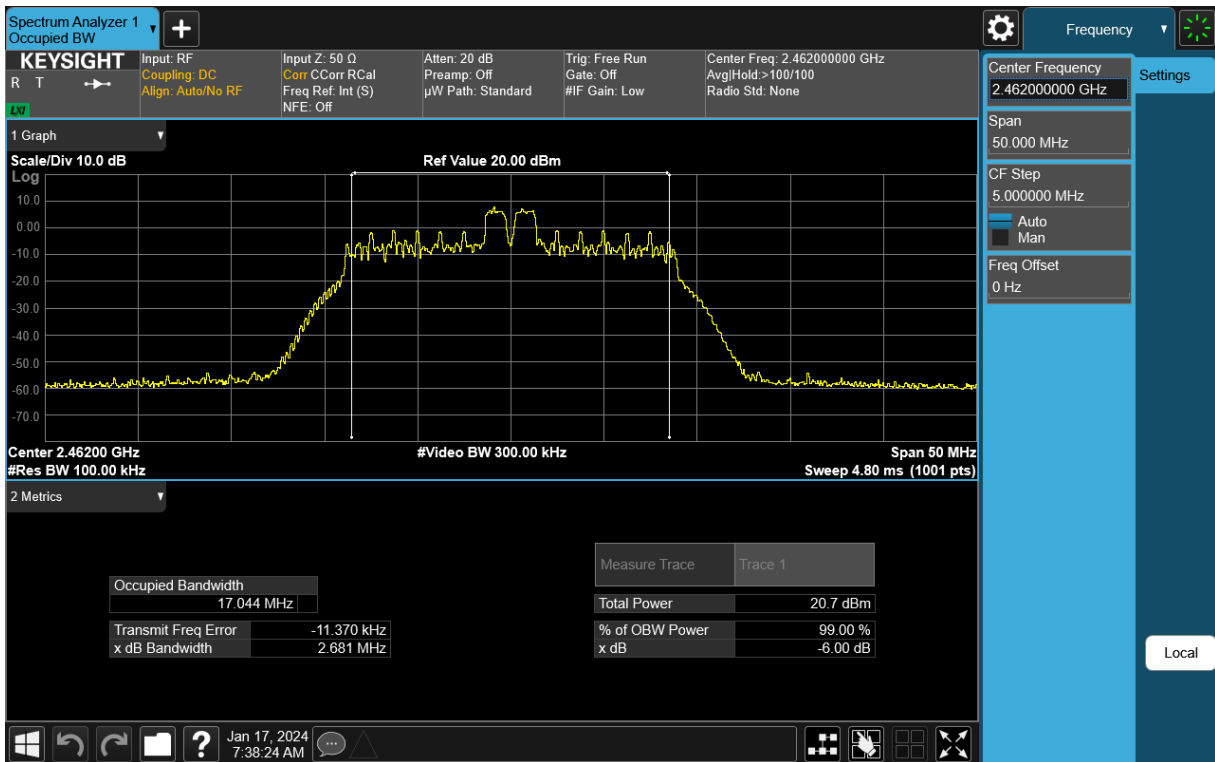 Spectrum Analyzer 1
Occupied BW
Frequency
KEYSIGHT
R T
LXI
Input: RF
Coupling: DC
Align: Auto/No RF
Input Z: 50 Ω
Corr CCorr RCal
Freq Ref: Int (S)
NFE: Off
Atten: 20 dB
Preamp: Off
µW Path: Standard
Trig: Free Run
Gate: Off
#IF Gain: Low
Center Freq: 2.462000000 GHz
Avg|Hold:>100/100
Radio Std: None
1 Graph
Scale/Div 10.0 dB
Ref Value 20.00 dBm
Log
10.0
0.00
-10.0
-20.0
-30.0
-40.0
-50.0
-60.0
-70.0
Center 2.46200 GHz
#Video BW 300.00 kHz
Span 50 MHz
#Res BW 100.00 kHz
Sweep 4.80 ms (1001 pts)
2 Metrics
Measure Trace
Trace 1
Occupied Bandwidth
17.044 MHz
Total Power
20.7 dBm
Transmit Freq Error
-11.370 kHz
% of OBW Power
99.00 %
x dB Bandwidth
2.681 MHz
x dB
-6.00 dB
Center Frequency
2.462000000 GHz
Settings
Span
50.000 MHz
CF Step
5.000000 MHz
Auto
Man
Freq Offset
0 Hz
Local
?
Jan 17, 2024
7:38:24 AM